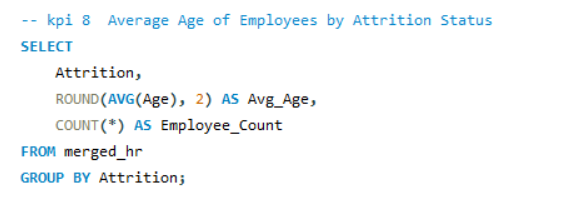 -- kpi 8  Average Age of Employees by Attrition Status
SELECT
    Attrition,
    ROUND(AVG(Age), 2) AS Avg_Age,
    COUNT(*) AS Employee_Count
FROM merged_hr
GROUP BY Attrition;